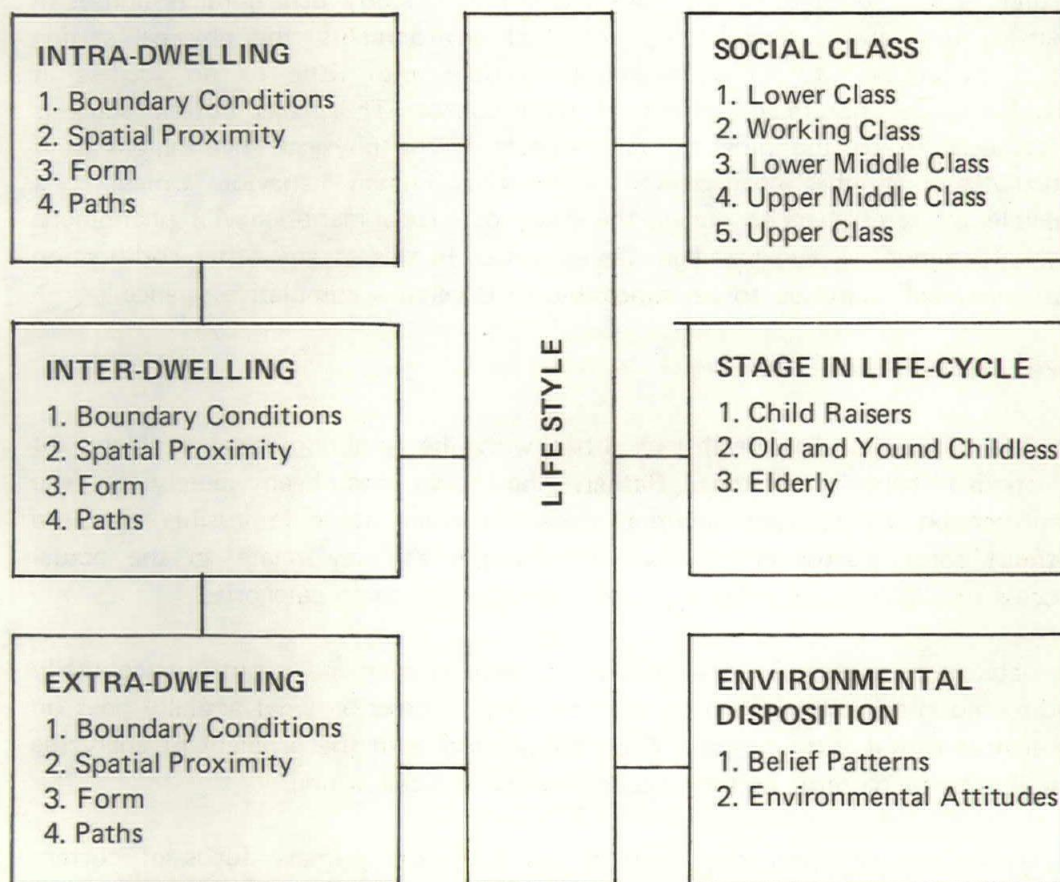 INTRA-DWELLING
1. Boundary Conditions
2. Spatial Proximity
3. Form
4. Paths
INTER-DWELLING
1. Boundary Conditions
2. Spatial Proximity
3. Form
4. Paths
EXTRA-DWELLING
1. Boundary Conditions
2. Spatial Proximity
3. Form
4. Paths
LIFE STYLE
SOCIAL CLASS
1. Lower Class
2. Working Class
3. Lower Middle Class
4. Upper Middle Class
5. Upper Class
STAGE IN LIFE-CYCLE
1. Child Raisers
2. Old and Yound Childless
3. Elderly
ENVIRONMENTAL
DISPOSITION
1. Belief Patterns
2. Environmental Attitudes